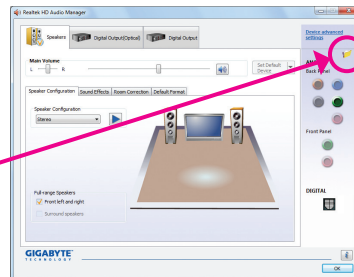 Realtek HD Audio Manager
Speakers
Digital Output(Optical)
Digital Output
Device advanced
settings
Main Volume
L
R
Set Default
Device
AN
Back Panel
Speaker Configuration
Sound Effects
Room Correction
Default Format
Speaker Configuration
Stereo
Front Panel
Full-range Speakers
Front left and right
Surround speakers
DIGITAL
GIGABYTE™
TECHNOLOGY
i
OK